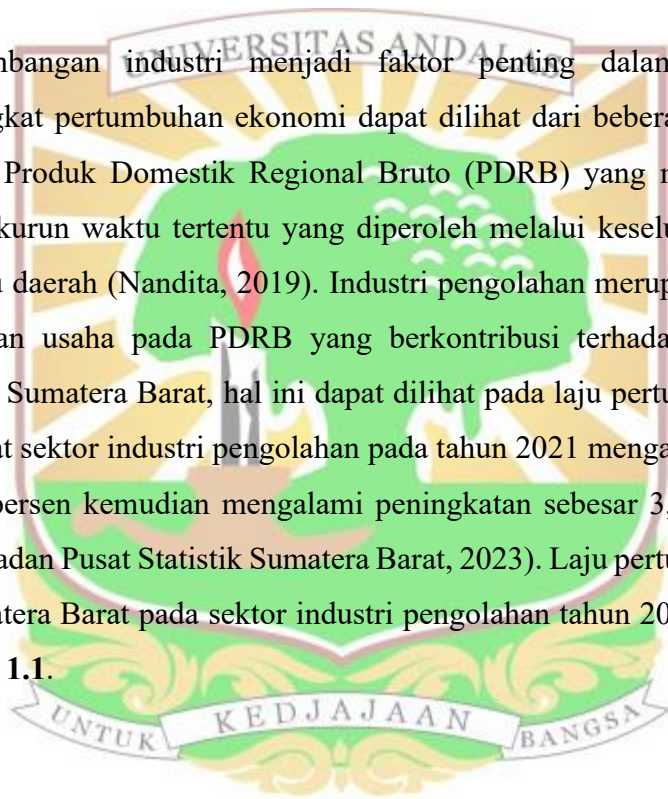 UNIVERSITAS ANDALAS
mbangan industri menjadi faktor penting dalam
gkat pertumbuhan ekonomi dapat dilihat dari bebera
Produk Domestik Regional Bruto (PDRB) yang
kurun waktu tertentu yang diperoleh melalui keselu
daerah (Nandita, 2019). Industri pengolahan merup
an usaha pada PDRB yang berkontribusi terhada
Sumatera Barat, hal ini dapat dilihat pada laju pertu
at sektor industri pengolahan pada tahun 2021 menga
persen kemudian mengalami peningkatan sebesar 3,
adan Pusat Statistik Sumatera Barat, 2023). Laju pertu
atera Barat pada sektor industri pengolahan tahun 20
1.1.
UNTUK KEDJAJAAN BANGSA